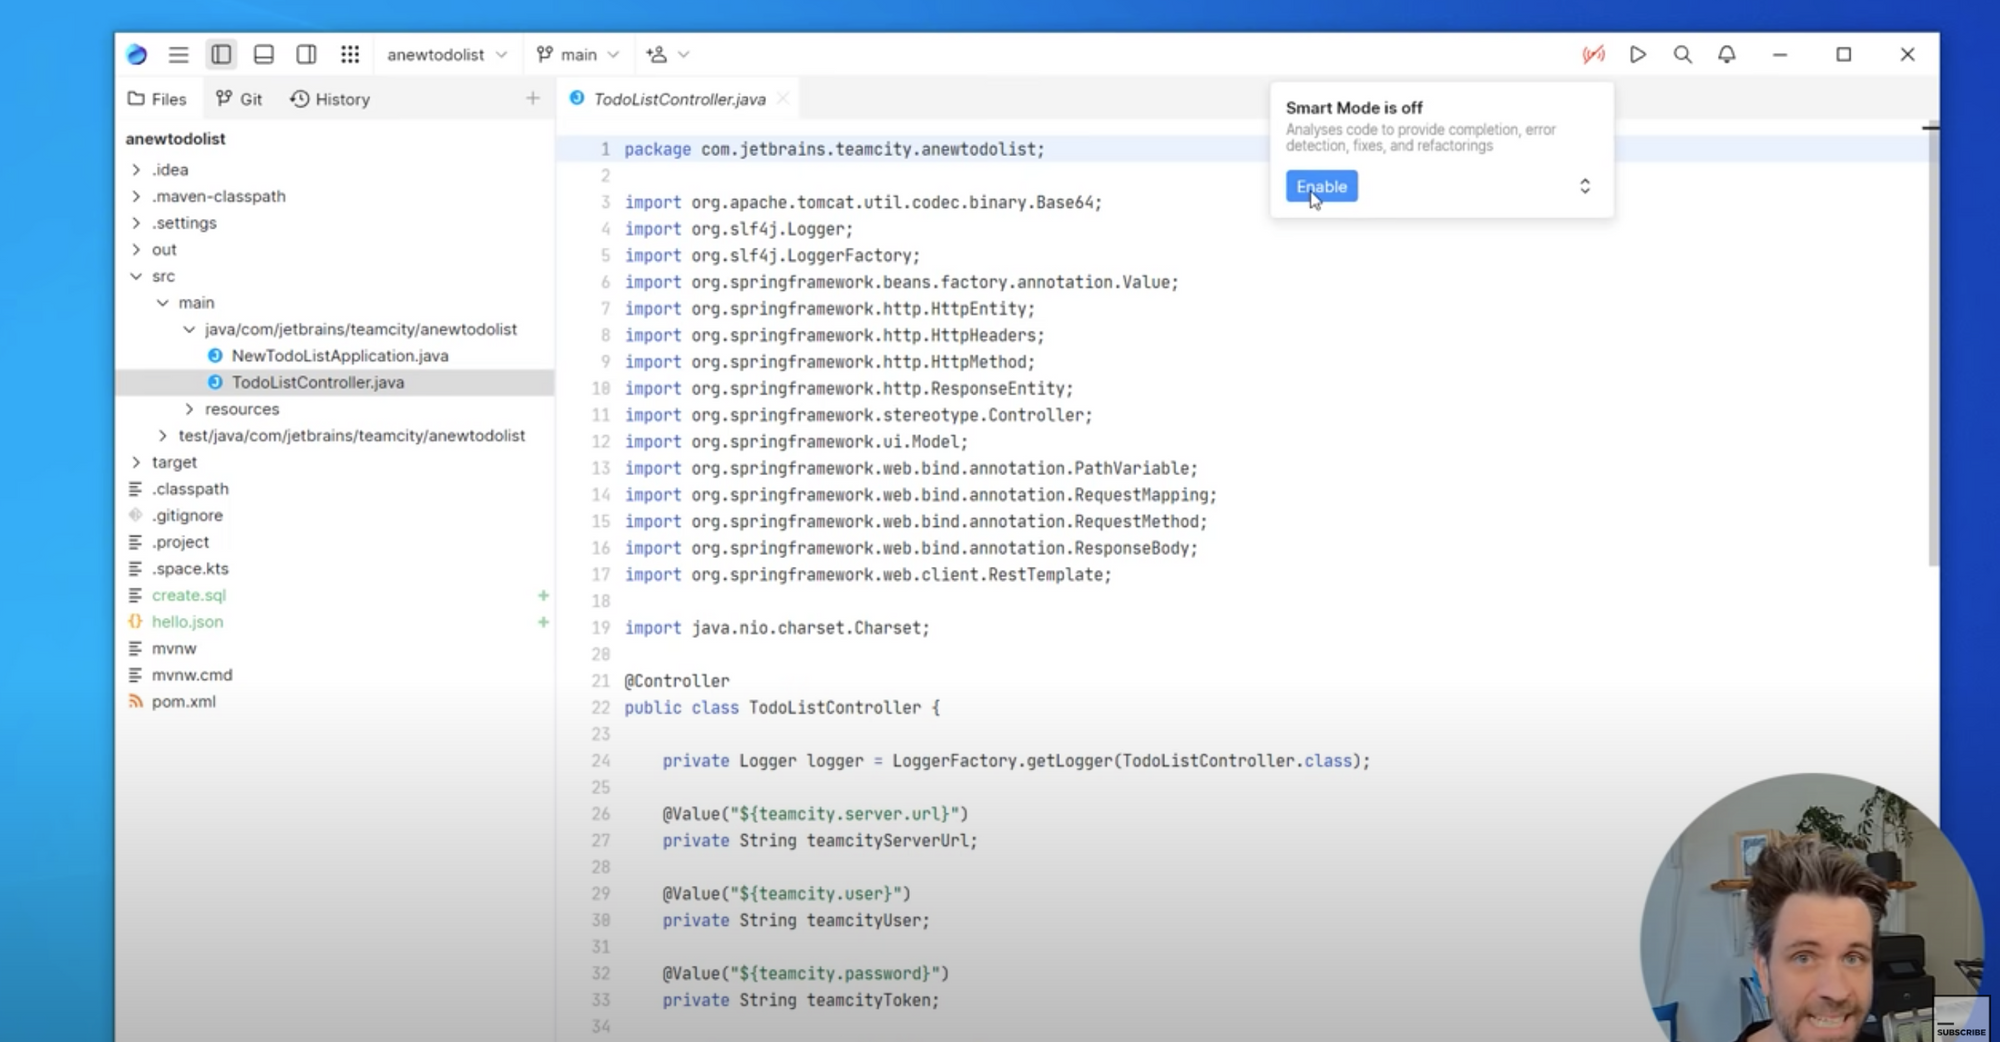 anewtodolist
main
Files
Git
History
TodoListController.java
Smart Mode is off
Analyses code to provide completion, error
detection, fixes, and refactorings
Enable
anewtodolist
.idea
.maven-classpath
.settings
out
src
main
java/com/jetbrains/teamcity/anewtodolist
NewTodoListApplication.java
TodoListController.java
resources
test/java/com/jetbrains/teamcity/anewtodolist
target
.classpath
.gitignore
.project
.space.kts
create.sql +
hello.json +
mvnw
mvnw.cmd
pom.xml
1 package com.jetbrains.teamcity.anewtodolist;
2
3 import org.apache.tomcat.util.codec.binary.Base64;
4 import org.slf4j.Logger;
5 import org.slf4j.LoggerFactory;
6 import org.springframework.beans.factory.annotation.Value;
7 import org.springframework.http.HttpEntity;
8 import org.springframework.http.HttpHeaders;
9 import org.springframework.http.HttpMethod;
10 import org.springframework.http.ResponseEntity;
11 import org.springframework.stereotype.Controller;
12 import org.springframework.ui.Model;
13 import org.springframework.web.bind.annotation.PathVariable;
14 import org.springframework.web.bind.annotation.RequestMapping;
15 import org.springframework.web.bind.annotation.RequestMethod;
16 import org.springframework.web.bind.annotation.ResponseBody;
17 import org.springframework.web.client.RestTemplate;
18
19 import java.nio.charset.Charset;
20
21 @Controller
22 public class TodoListController {
23
24 private Logger logger = LoggerFactory.getLogger(TodoListController.class);
25
26 @Value("${teamcity.server.url}")
27 private String teamcityServerUrl;
28
29 @Value("${teamcity.user}")
30 private String teamcityUser;
31
32 @Value("${teamcity.password}")
33 private String teamcityToken;
34
SUBSCRIBE